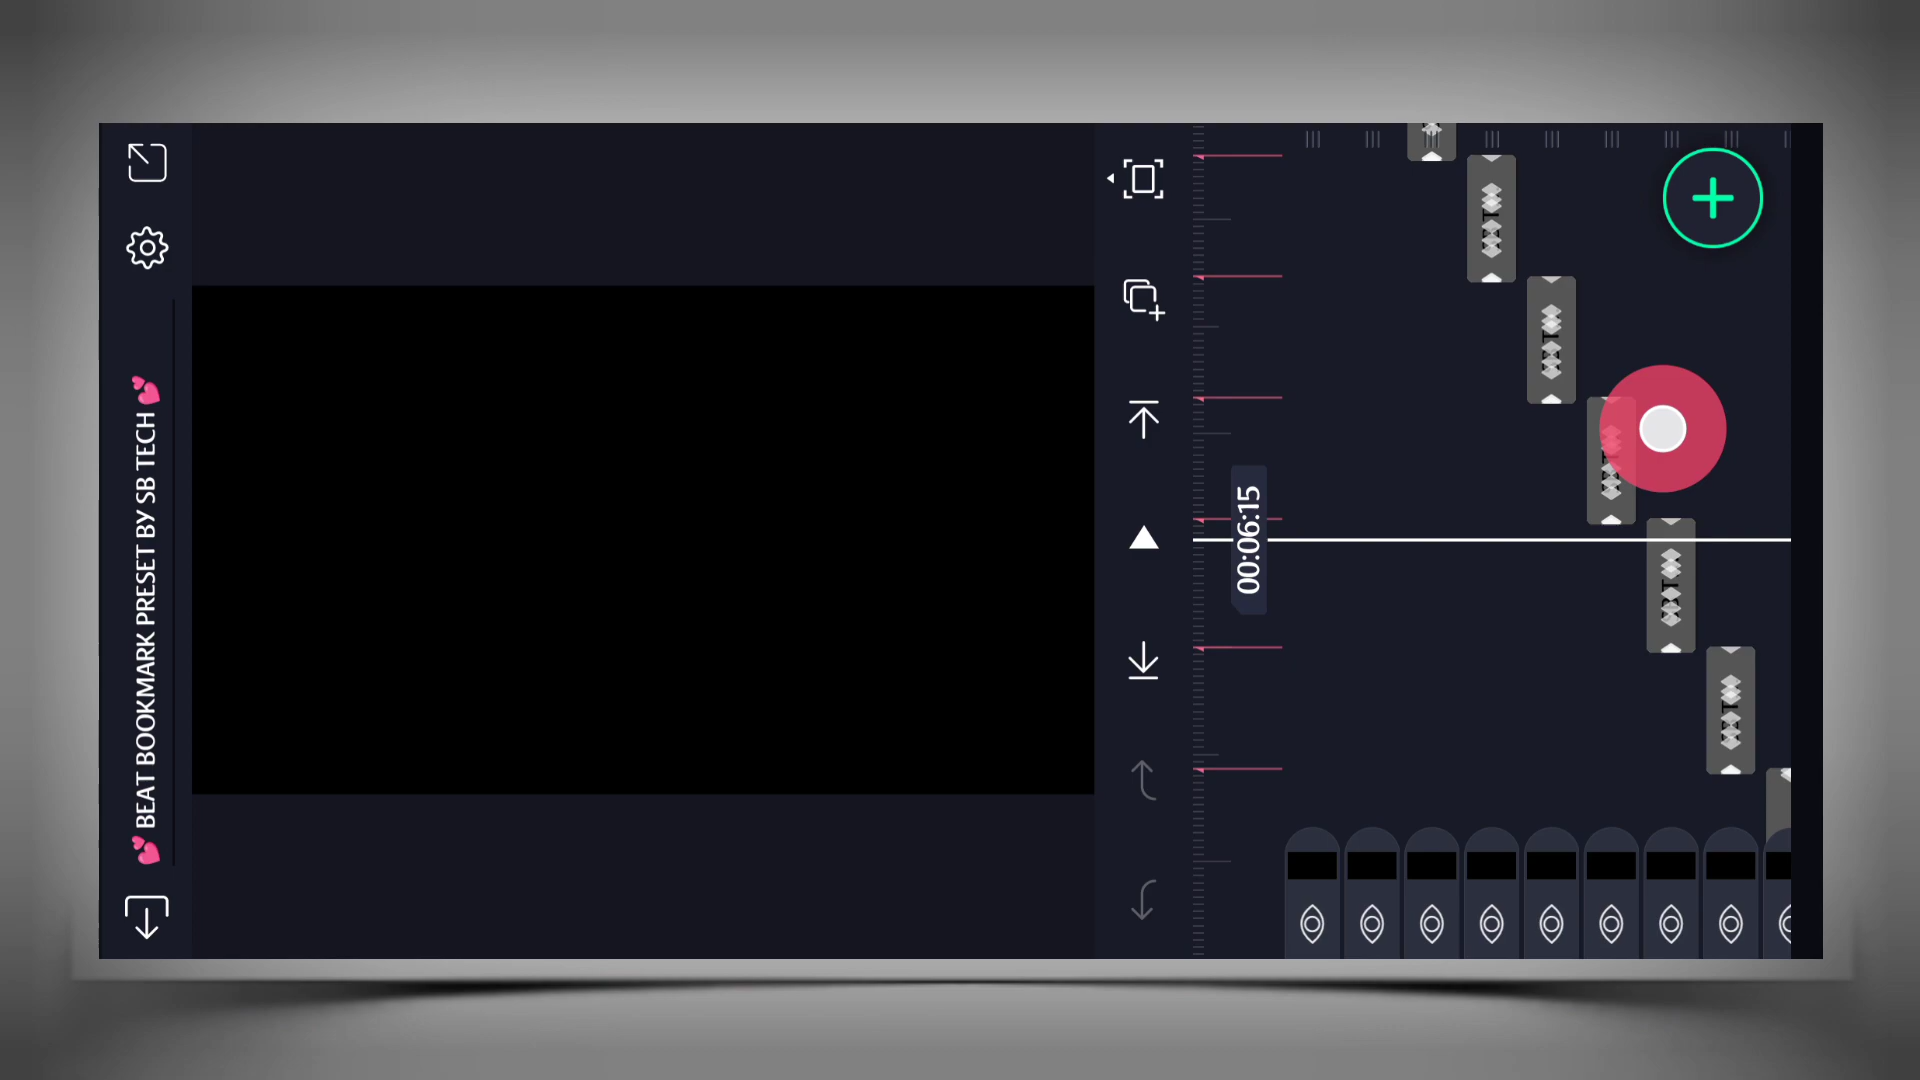 💕 BEAT BOOKMARK PRESET BY SB TECH 💕
00:06:15